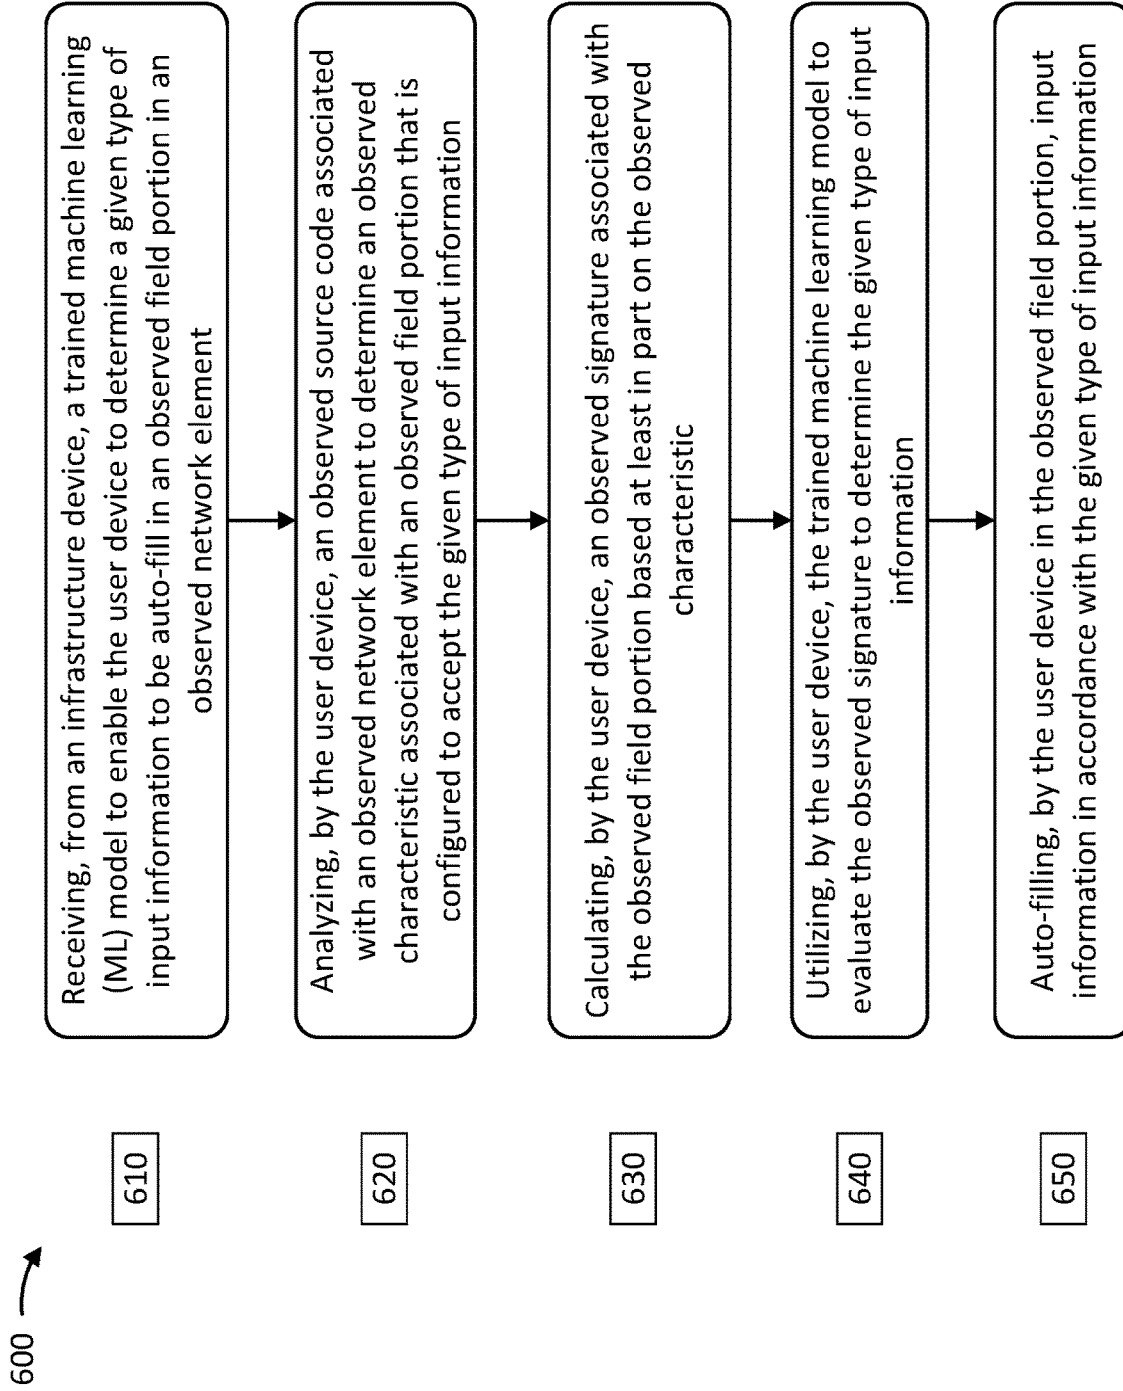 600
610
Receiving, from an infrastructure device, a trained machine learning
(ML) model to enable the user device to determine a given type of
input information to be auto-fill in an observed field portion in an
observed network element
620
Analyzing, by the user device, an observed source code associated
with an observed network element to determine an observed
characteristic associated with an observed field portion that is
configured to accept the given type of input information
630
Calculating, by the user device, an observed signature associated with
the observed field portion based at least in part on the observed
characteristic
640
Utilizing, by the user device, the trained machine learning model to
evaluate the observed signature to determine the given type of input
information
650
Auto-filling, by the user device in the observed field portion, input
information in accordance with the given type of input information